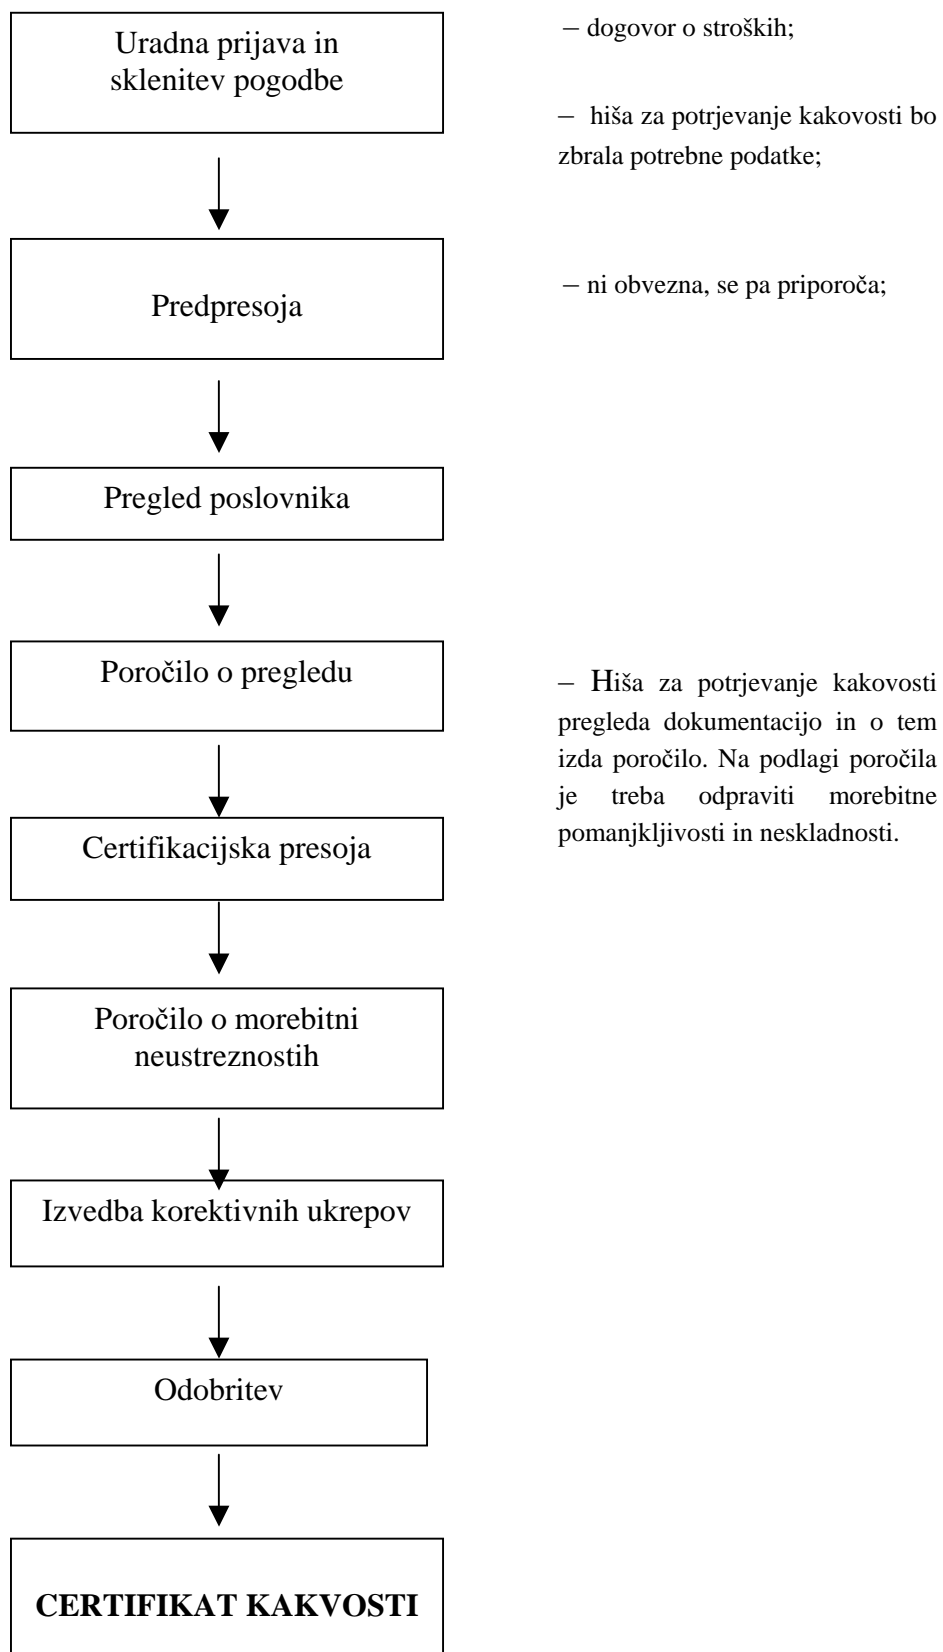 Uradna prijava in
sklenitev pogodbe
– dogovor o stroških;
– hiša za potrjevanje kakovosti bo
zbrala potrebne podatke;
Predpresoja
– ni obvezna, se pa priporoča;
Pregled poslovnika
Poročilo o pregledu
– Hiša za potrjevanje kakovosti
pregleda dokumentacijo in o tem
izda poročilo. Na podlagi poročila
je treba odpraviti morebitne
pomanjkljivosti in neskladnosti.
Certifikacijska presoja
Poročilo o morebitni
neustreznostih
Izvedba korektivnih ukrepov
Odobritev
CERTIFIKAT KAKVOSTI